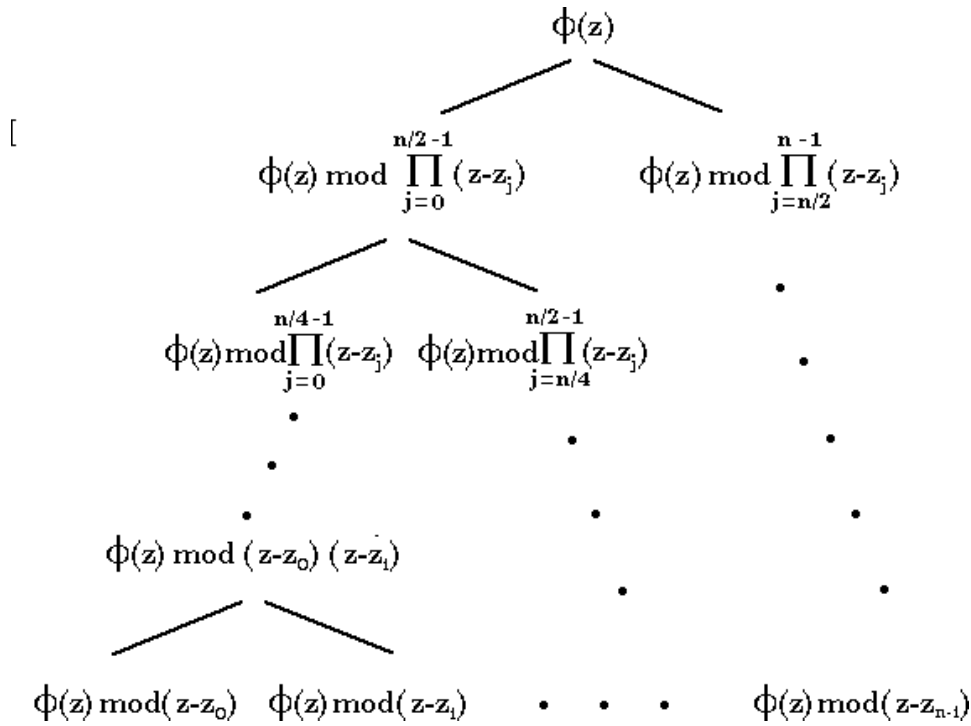 ϕ(z)
[
ϕ(z) mod ∏_{j=0}^{n/2-1} (z-z_j)
ϕ(z) mod ∏_{j=n/2}^{n-1} (z-z_j)
ϕ(z) mod ∏_{j=0}^{n/4-1} (z-z_j)
ϕ(z) mod ∏_{j=n/4}^{n/2-1} (z-z_j)
ϕ(z) mod (z-z_0) (z-z_1)
ϕ(z) mod(z-z_0)
ϕ(z) mod(z-z_1)
ϕ(z) mod(z-z_{n-1})